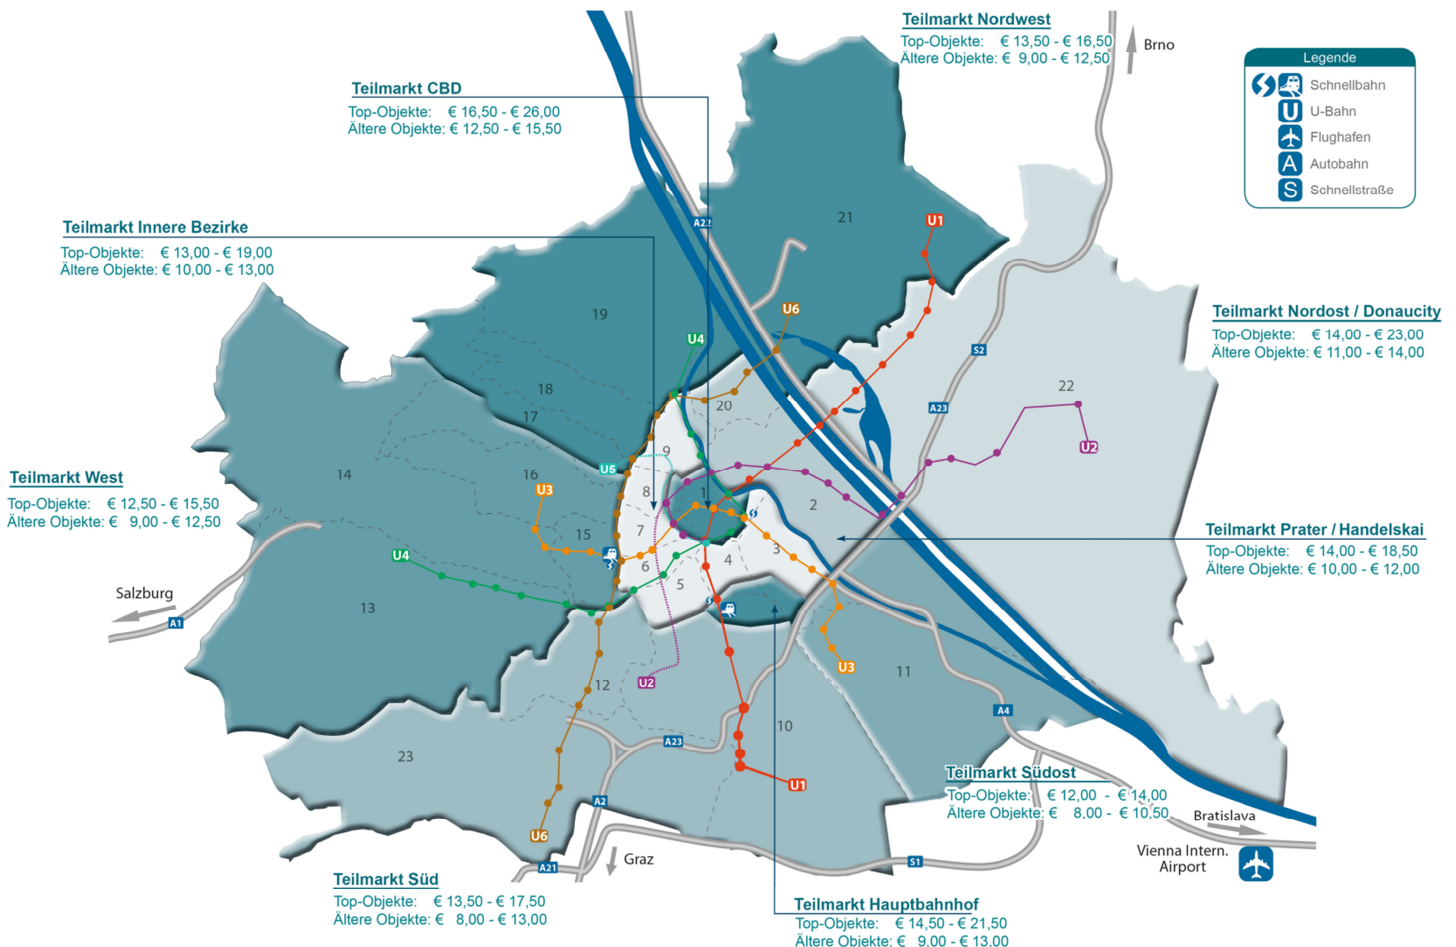 Teilmarkt Nordwest
Top-Objekte: € 13,50 - € 16,50
Ältere Objekte: € 9,00 - € 12,50
Brno
Legende
Schnellbahn
U U-Bahn
Flughafen
A Autobahn
S Schnellstraße
Teilmarkt CBD
Top-Objekte: € 16,50 - € 26,00
Ältere Objekte: € 12,50 - € 15,50
Teilmarkt Innere Bezirke
Top-Objekte: € 13,00 - € 19,00
Ältere Objekte: € 10,00 - € 13,00
A22
21
U1
19
U6
U4
Teilmarkt Nordost / Donaucity
Top-Objekte: € 14,00 - € 23,00
Ältere Objekte: € 11,00 - € 14,00
S2
18
17
20
A23
22
U2
9
U5
14
16
U3
8
1
2
Teilmarkt West
Top-Objekte: € 12,50 - € 15,50
Ältere Objekte: € 9,00 - € 12,50
15
7
3
4
6
5
U4
Teilmarkt Prater / Handelskai
Top-Objekte: € 14,00 - € 18,50
Ältere Objekte: € 10,00 - € 12,00
Salzburg
A1
13
U3
11
12
U2
A4
10
A23
23
U1
A2
U6
Teilmarkt Südost
Top-Objekte: € 12,00 - € 14,00
Ältere Objekte: € 8,00 - € 10,50
Bratislava
Vienna Intern.
Airport
Graz
A21
S1
Teilmarkt Süd
Top-Objekte: € 13,50 - € 17,50
Ältere Objekte: € 8,00 - € 13,00
Teilmarkt Hauptbahnhof
Top-Objekte: € 14,50 - € 21,50
Ältere Objekte: € 9,00 - € 13,00